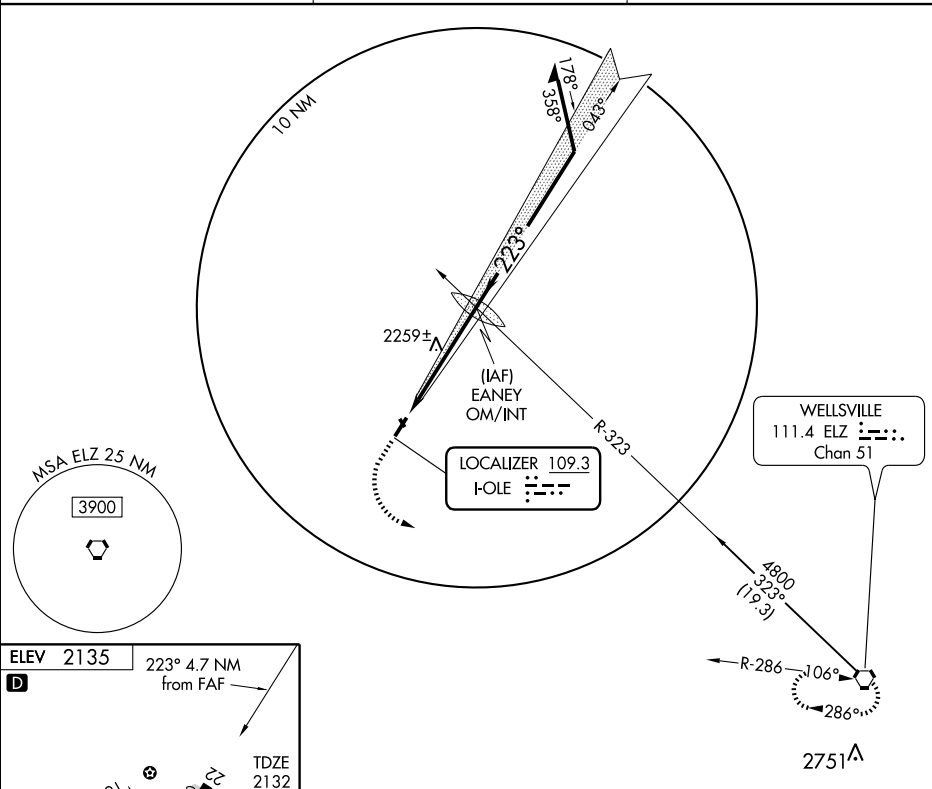 10 NM
178°
358°
043°
223°
2259±
(IAF)
EANEY
OM/INT
R-323
WELLSVILLE
111.4 ELZ
Chan 51
LOCALIZER 109.3
I-OLE
MSA ELZ 25 NM
3900
4800
323°
(19.3)
R-286
106°
286°
2751
ELEV 2135
D
223° 4.7 NM
from FAF
TDZE
2132
22